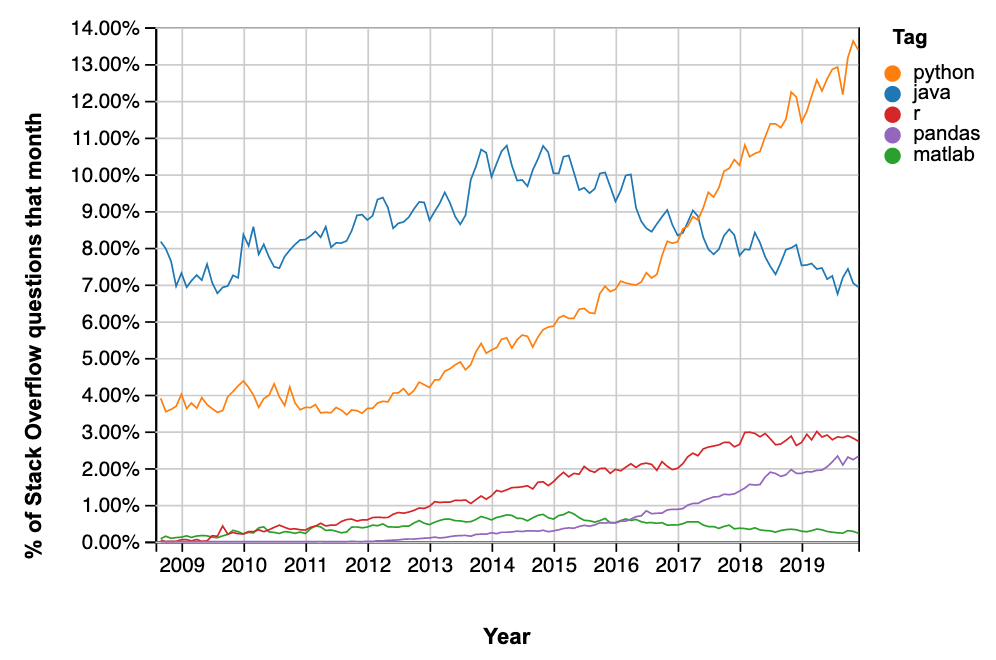 % of Stack Overflow questions that month
14.00%
13.00%
12.00%
11.00%
10.00%
9.00%
8.00%
7.00%
6.00%
5.00%
4.00%
3.00%
2.00%
1.00%
0.00%
2009 2010 2011 2012 2013 2014 2015 2016 2017 2018 2019
Year
Tag
python
java
r
pandas
matlab